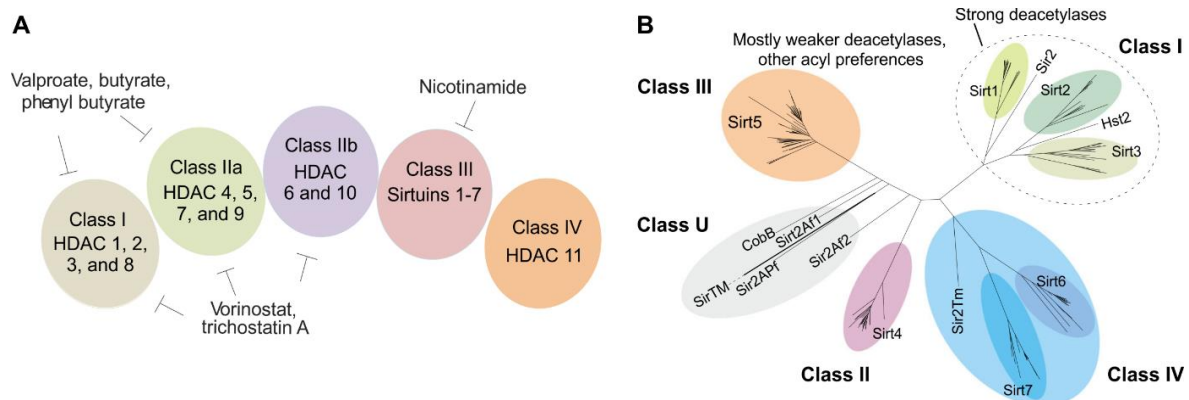 A
Valproate, butyrate,
phenyl butyrate
Nicotinamide
Class I
HDAC 1, 2,
3, and 8
Class IIa
HDAC 4, 5,
7, and 9
Class IIb
HDAC
6 and 10
Class III
Sirtuins 1-7
Class IV
HDAC 11
Vorinostat,
trichostatin A
B
Strong deacetylases
Mostly weaker deacetylases,
other acyl preferences
Class I
Class III
Sirt1
Sir2
Sirt2
Hst2
Sirt3
Sirt5
Class U
CobB
Sirt2Af1
SirTM
Sir2APf
Sir2Af2
Sirt4
Class II
Sir2Tm
Sirt6
Sirt7
Class IV